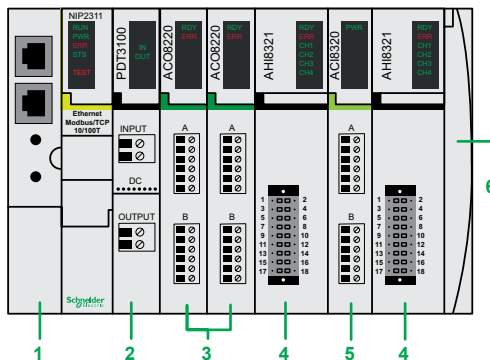 NIP2311
RUN
PWR
ERR
STS
TEST
Ethernet
Modbus/TCP
10/100T
Schneider
Electric
PDT3100
IN
OUT
INPUT
DC
OUTPUT
ACO8220
RDY
ERR
A
B
ACO8220
RDY
ERR
A
B
AHI8321
RDY
ERR
CH1
CH2
CH3
CH4
1 2
3 4
5 6
7 8
9 10
11 12
13 14
15 16
17 18
ACI8320
PWR
A
B
AHI8321
RDY
ERR
CH1
CH2
CH3
CH4
1 2
3 4
5 6
7 8
9 10
11 12
13 14
15 16
17 18
6
1 2 3 4 5 4